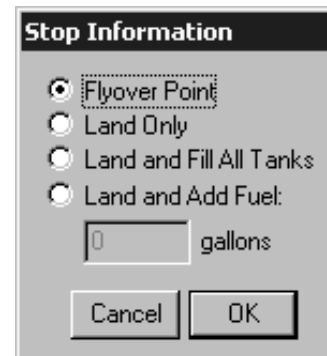 Stop Information
Flyover Point
Land Only
Land and Fill All Tanks
Land and Add Fuel:
0 gallons
Cancel OK